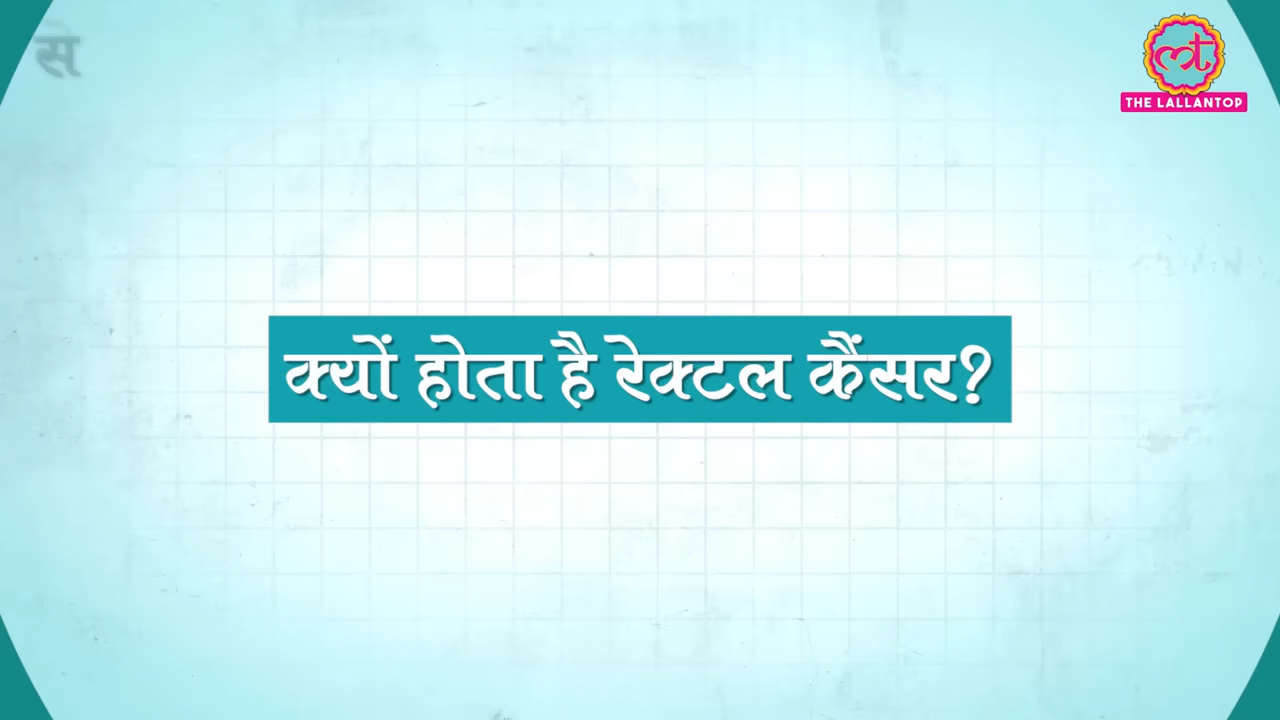 स
THE LALLANTOP
क्यों होता है रेक्टल कैंसर?